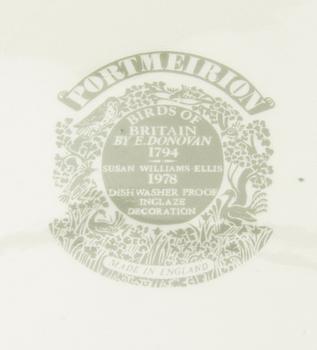 PORTMEIRION
BIRDS OF
BRITAIN
BY E. DONOVAN
1794
SUSAN WILLIAMS-ELLIS
1978
DISHWASHER PROOF
INGLAZE
DECORATION
MADE IN ENGLAND